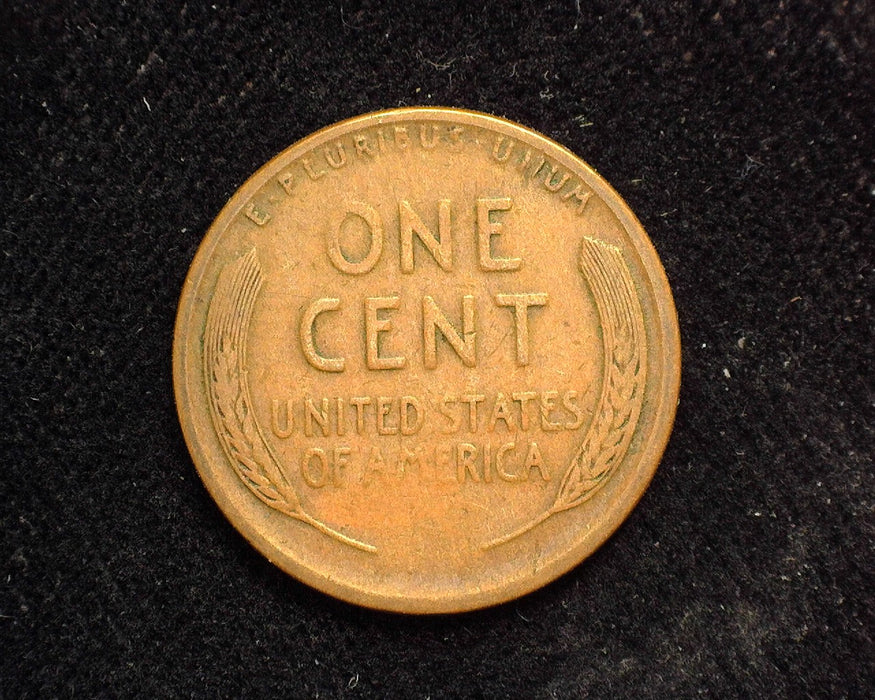 E · PLURIBUS · UNUM
ONE
CENT
UNITED STATES
OF AMERICA